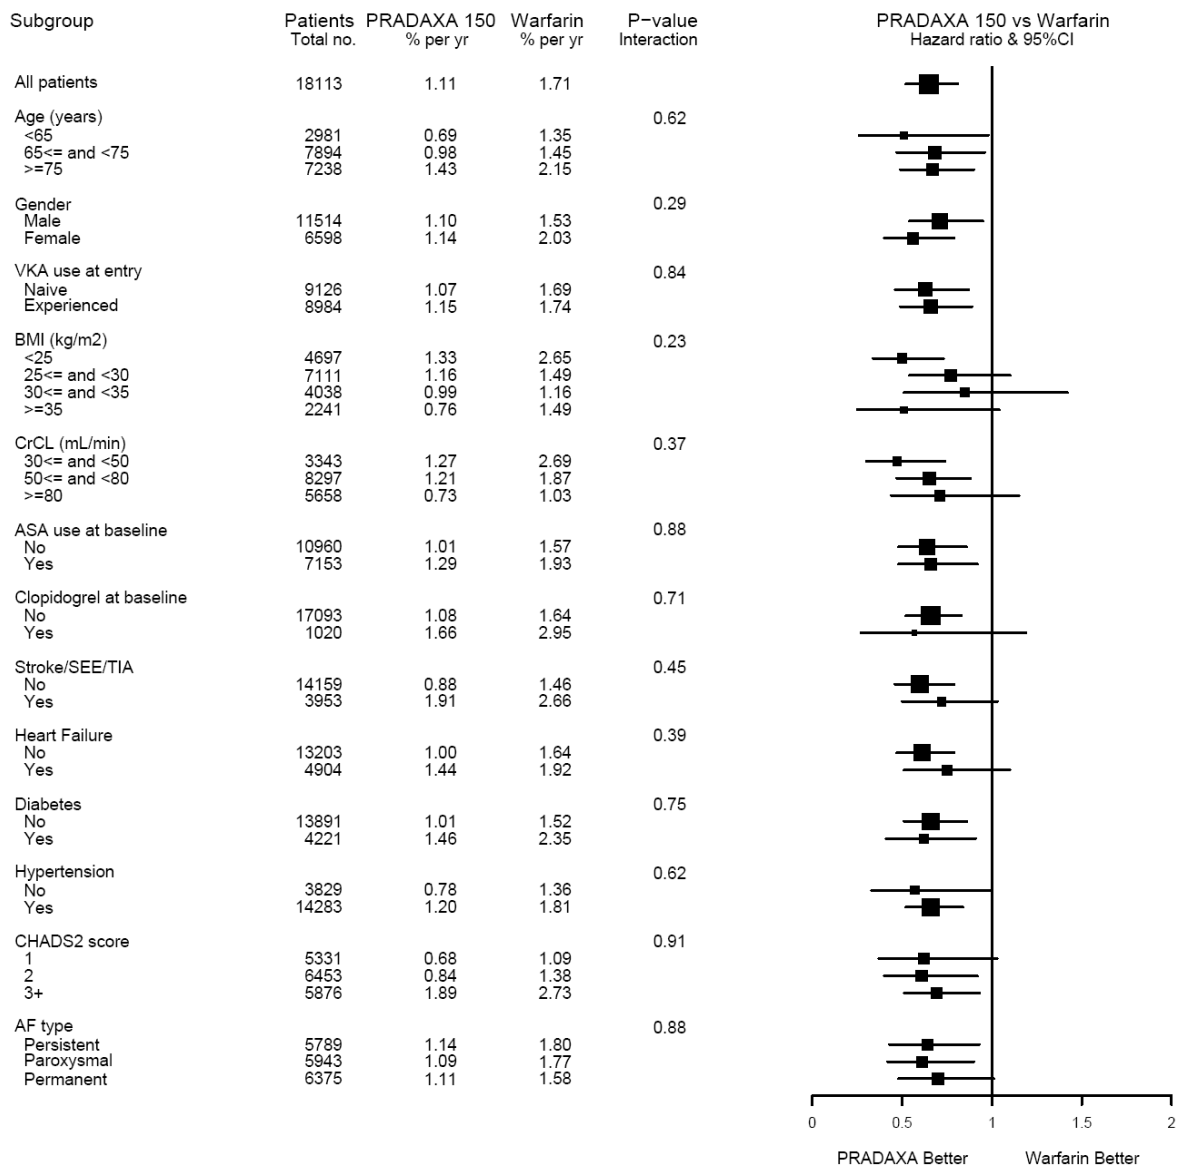 Subgroup Patients PRADAXA 150 Warfarin P−value PRADAXA 150 vs Warfarin
Total no. % per yr % per yr Interaction Hazard ratio & 95%CI
All patients 18113 1.11 1.71
Age (years) 0.62
<65 2981 0.69 1.35
65<= and <75 7894 0.98 1.45
>=75 7238 1.43 2.15
Gender 0.29
Male 11514 1.10 1.53
Female 6598 1.14 2.03
VKA use at entry 0.84
Naive 9126 1.07 1.69
Experienced 8984 1.15 1.74
BMI (kg/m2) 0.23
<25 4697 1.33 2.65
25<= and <30 7111 1.16 1.49
30<= and <35 4038 0.99 1.16
>=35 2241 0.76 1.49
CrCL (mL/min) 0.37
30<= and <50 3343 1.27 2.69
50<= and <80 8297 1.21 1.87
>=80 5658 0.73 1.03
ASA use at baseline 0.88
No 10960 1.01 1.57
Yes 7153 1.29 1.93
Clopidogrel at baseline 0.71
No 17093 1.08 1.64
Yes 1020 1.66 2.95
Stroke/SEE/TIA 0.45
No 14159 0.88 1.46
Yes 3953 1.91 2.66
Heart Failure 0.39
No 13203 1.00 1.64
Yes 4904 1.44 1.92
Diabetes 0.75
No 13891 1.01 1.52
Yes 4221 1.46 2.35
Hypertension 0.62
No 3829 0.78 1.36
Yes 14283 1.20 1.81
CHADS2 score 0.91
1 5331 0.68 1.09
2 6453 0.84 1.38
3+ 5876 1.89 2.73
AF type 0.88
Persistent 5789 1.14 1.80
Paroxysmal 5943 1.09 1.77
Permanent 6375 1.11 1.58
0 0.5 1 1.5 2
PRADAXA Better Warfarin Better